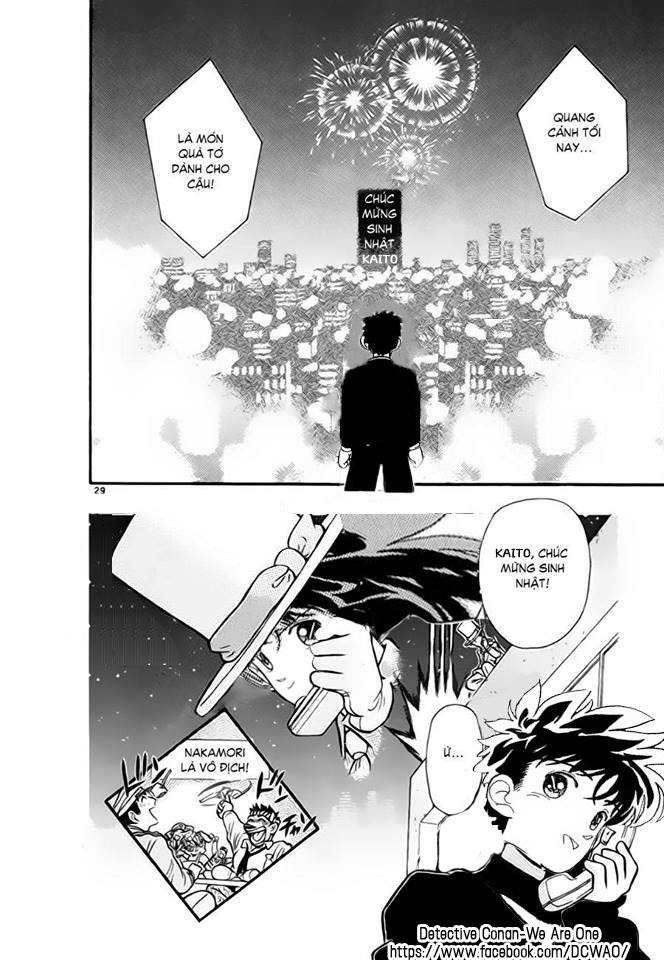 QUANG
CẢNH TỐI
NAY...
LÀ MÓN
QUÀ TỚ
DÀNH CHO
CẬU!
CHÚC
MỪNG
SINH
NHẬT
KAITO
29
KAITO, CHÚC
MỪNG SINH
NHẬT!
Ừ...
NAKAMORI
LÀ VÔ ĐỊCH!
Detective Conan-We Are One
https://www.facebook.com/DCWAO/